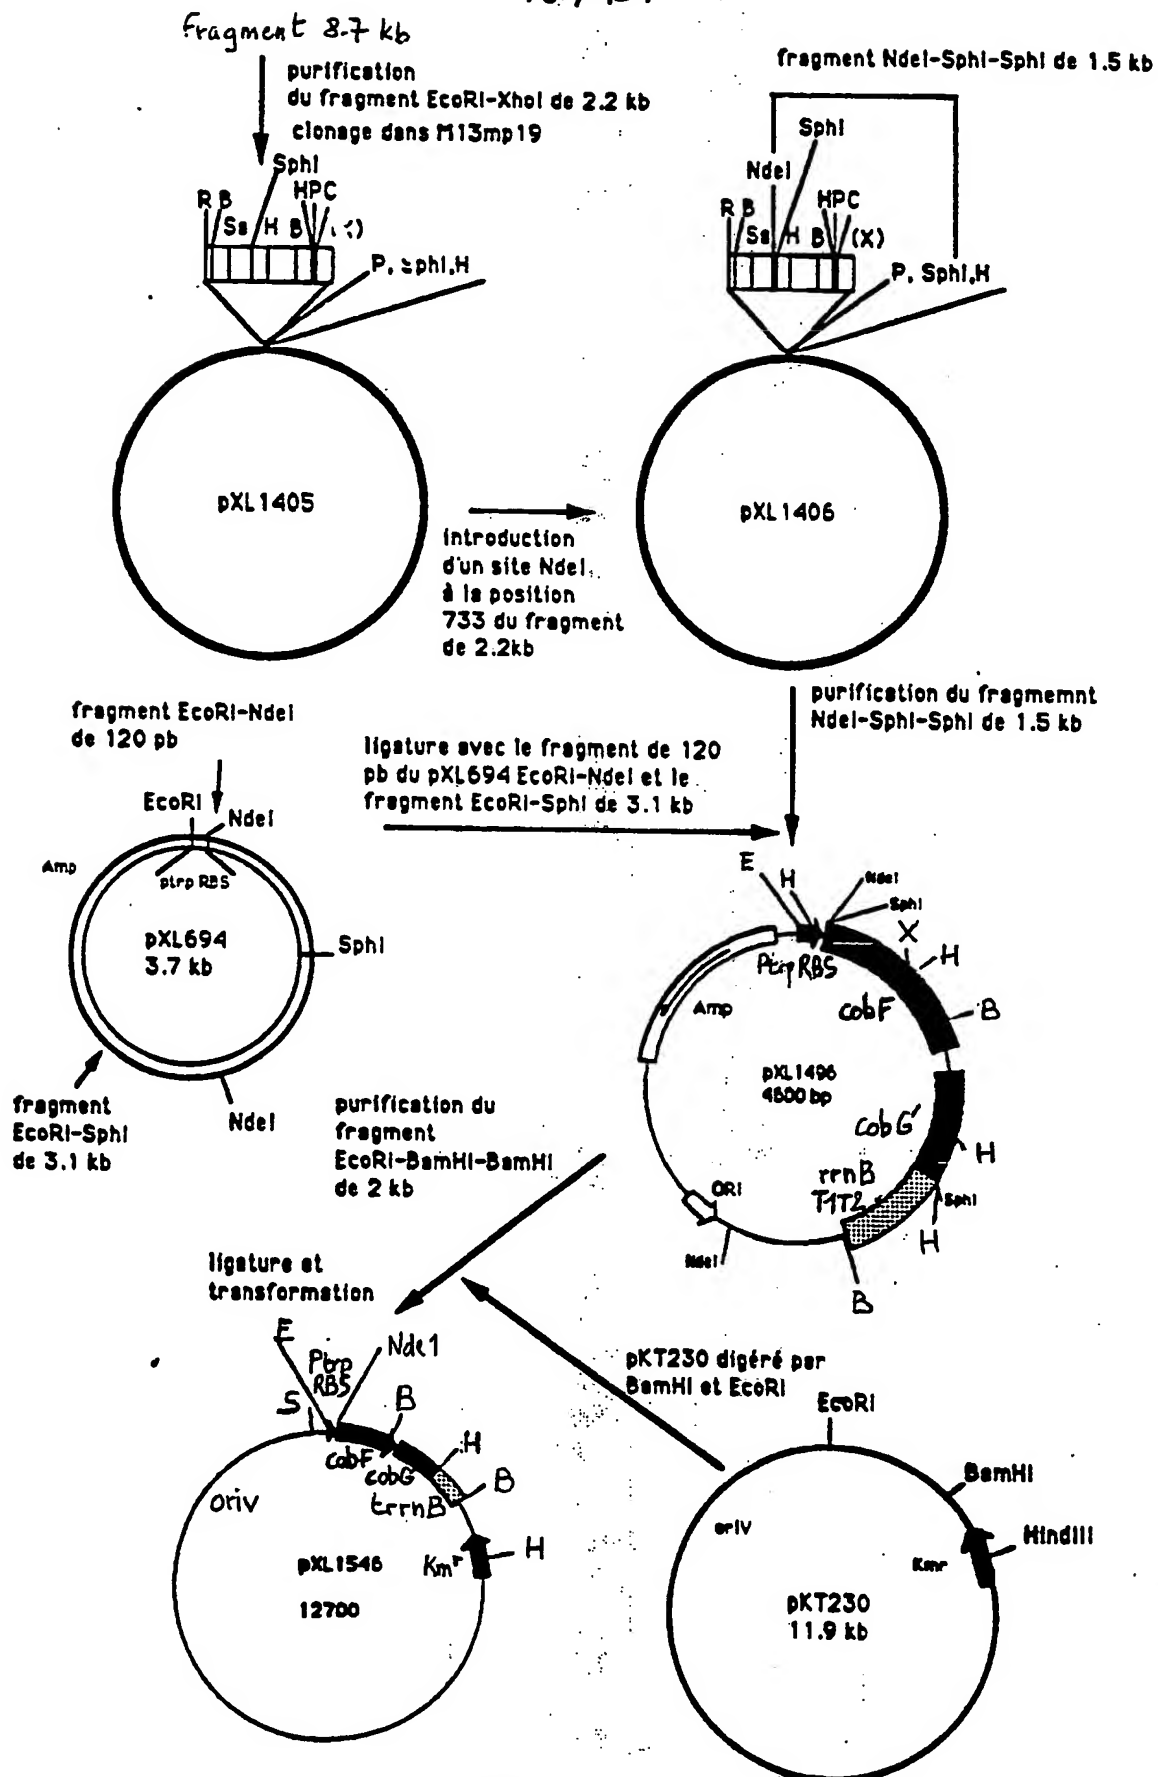 Fragment 8.7 kb
purification
du fragment EcoRI-XhoI de 2.2 kb
clonage dans M13mp19
SphI
HPC
R B
Sa
H
B
P, SphI,H
pXL1405
fragment NdeI-SphI-SphI de 1.5 kb
SphI
NdeI
HPC
R B
Sa
H
B
(X)
P, SphI,H
pXL1406
introduction
d'un site NdeI
à la position
733 du fragment
de 2.2kb
purification du fragmemnt
NdeI-SphI-SphI de 1.5 kb
fragment EcoRI-NdeI
de 120 pb
ligature avec le fragment de 120
pb du pXL694 EcoRI-NdeI et le
fragment EcoRI-SphI de 3.1 kb
EcoRI
NdeI
Amp
ptrp RBS
pXL694
3.7 kb
SphI
NdeI
fragment
EcoRI-SphI
de 3.1 kb
E
H
NdeI
SphI
X
H
Ptrp RBS
Amp
cobF
B
pXL1496
4600 bp
cobG'
H
rrnB
T1T2
SphI
H
ORI
NdeI
B
purification du
fragment
EcoRI-BamHI-BamHI
de 2 kb
ligature et
transformation
E
Ptrp
RBS
Nde1
S
B
cobF
cobG
H
trrnB
B
oriv
Kmr
H
pXL1546
12700
pKT230 digéré par
BamHI et EcoRI
EcoRI
BamHI
oriV
HindIII
Kmr
pKT230
11.9 kb